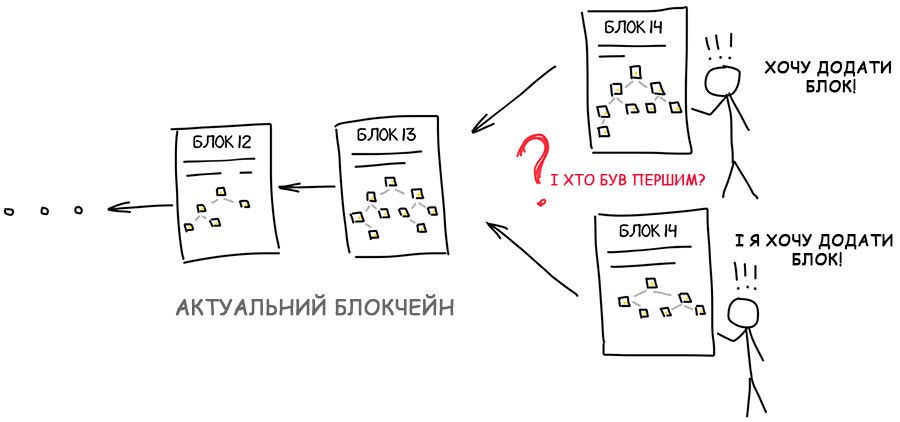 БЛОК 14
ХОЧУ ДОДАТИ
БЛОК!
БЛОК 12
БЛОК 13
І ХТО БУВ ПЕРШИМ?
БЛОК 14
І Я ХОЧУ ДОДАТИ
БЛОК!
АКТУАЛЬНИЙ БЛОКЧЕЙН